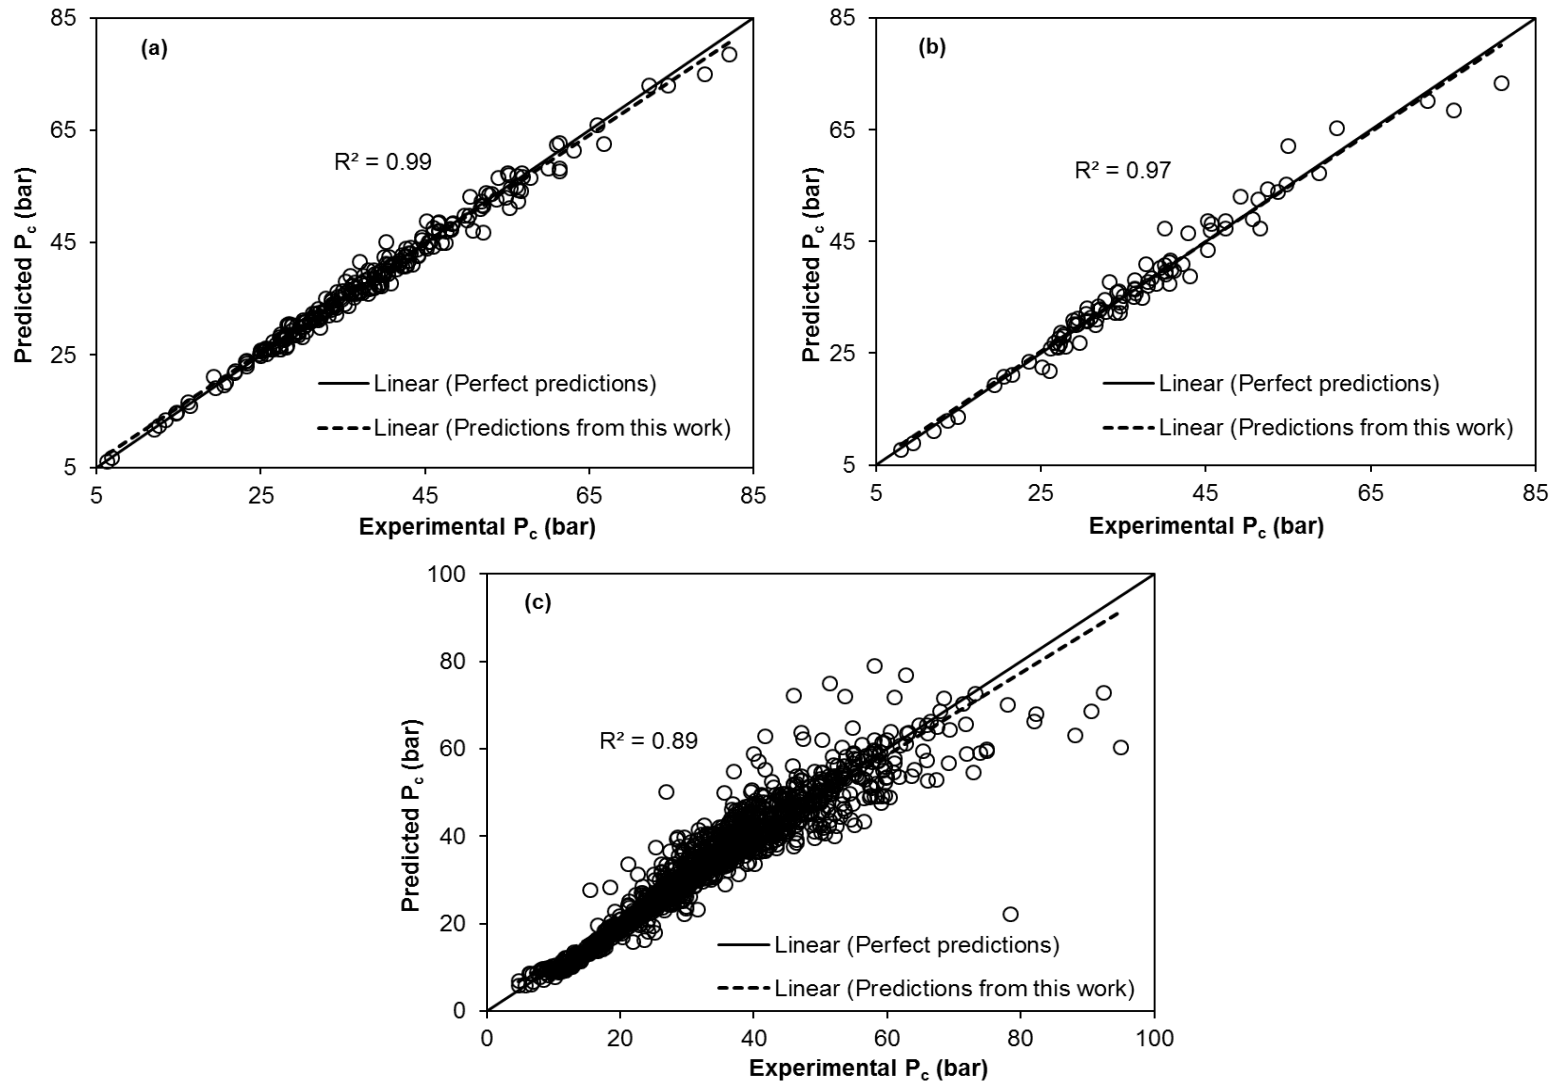 (a)
85
65
45
25
5
Predicted Pc (bar)
R² = 0.99
Linear (Perfect predictions)
Linear (Predictions from this work)
5 25 45 65 85
Experimental Pc (bar)
(b)
85
65
45
25
5
Predicted Pc (bar)
R² = 0.97
Linear (Perfect predictions)
Linear (Predictions from this work)
5 25 45 65 85
Experimental Pc (bar)
(c)
100
80
60
40
20
0
Predicted Pc (bar)
R² = 0.89
Linear (Perfect predictions)
Linear (Predictions from this work)
0 20 40 60 80 100
Experimental Pc (bar)